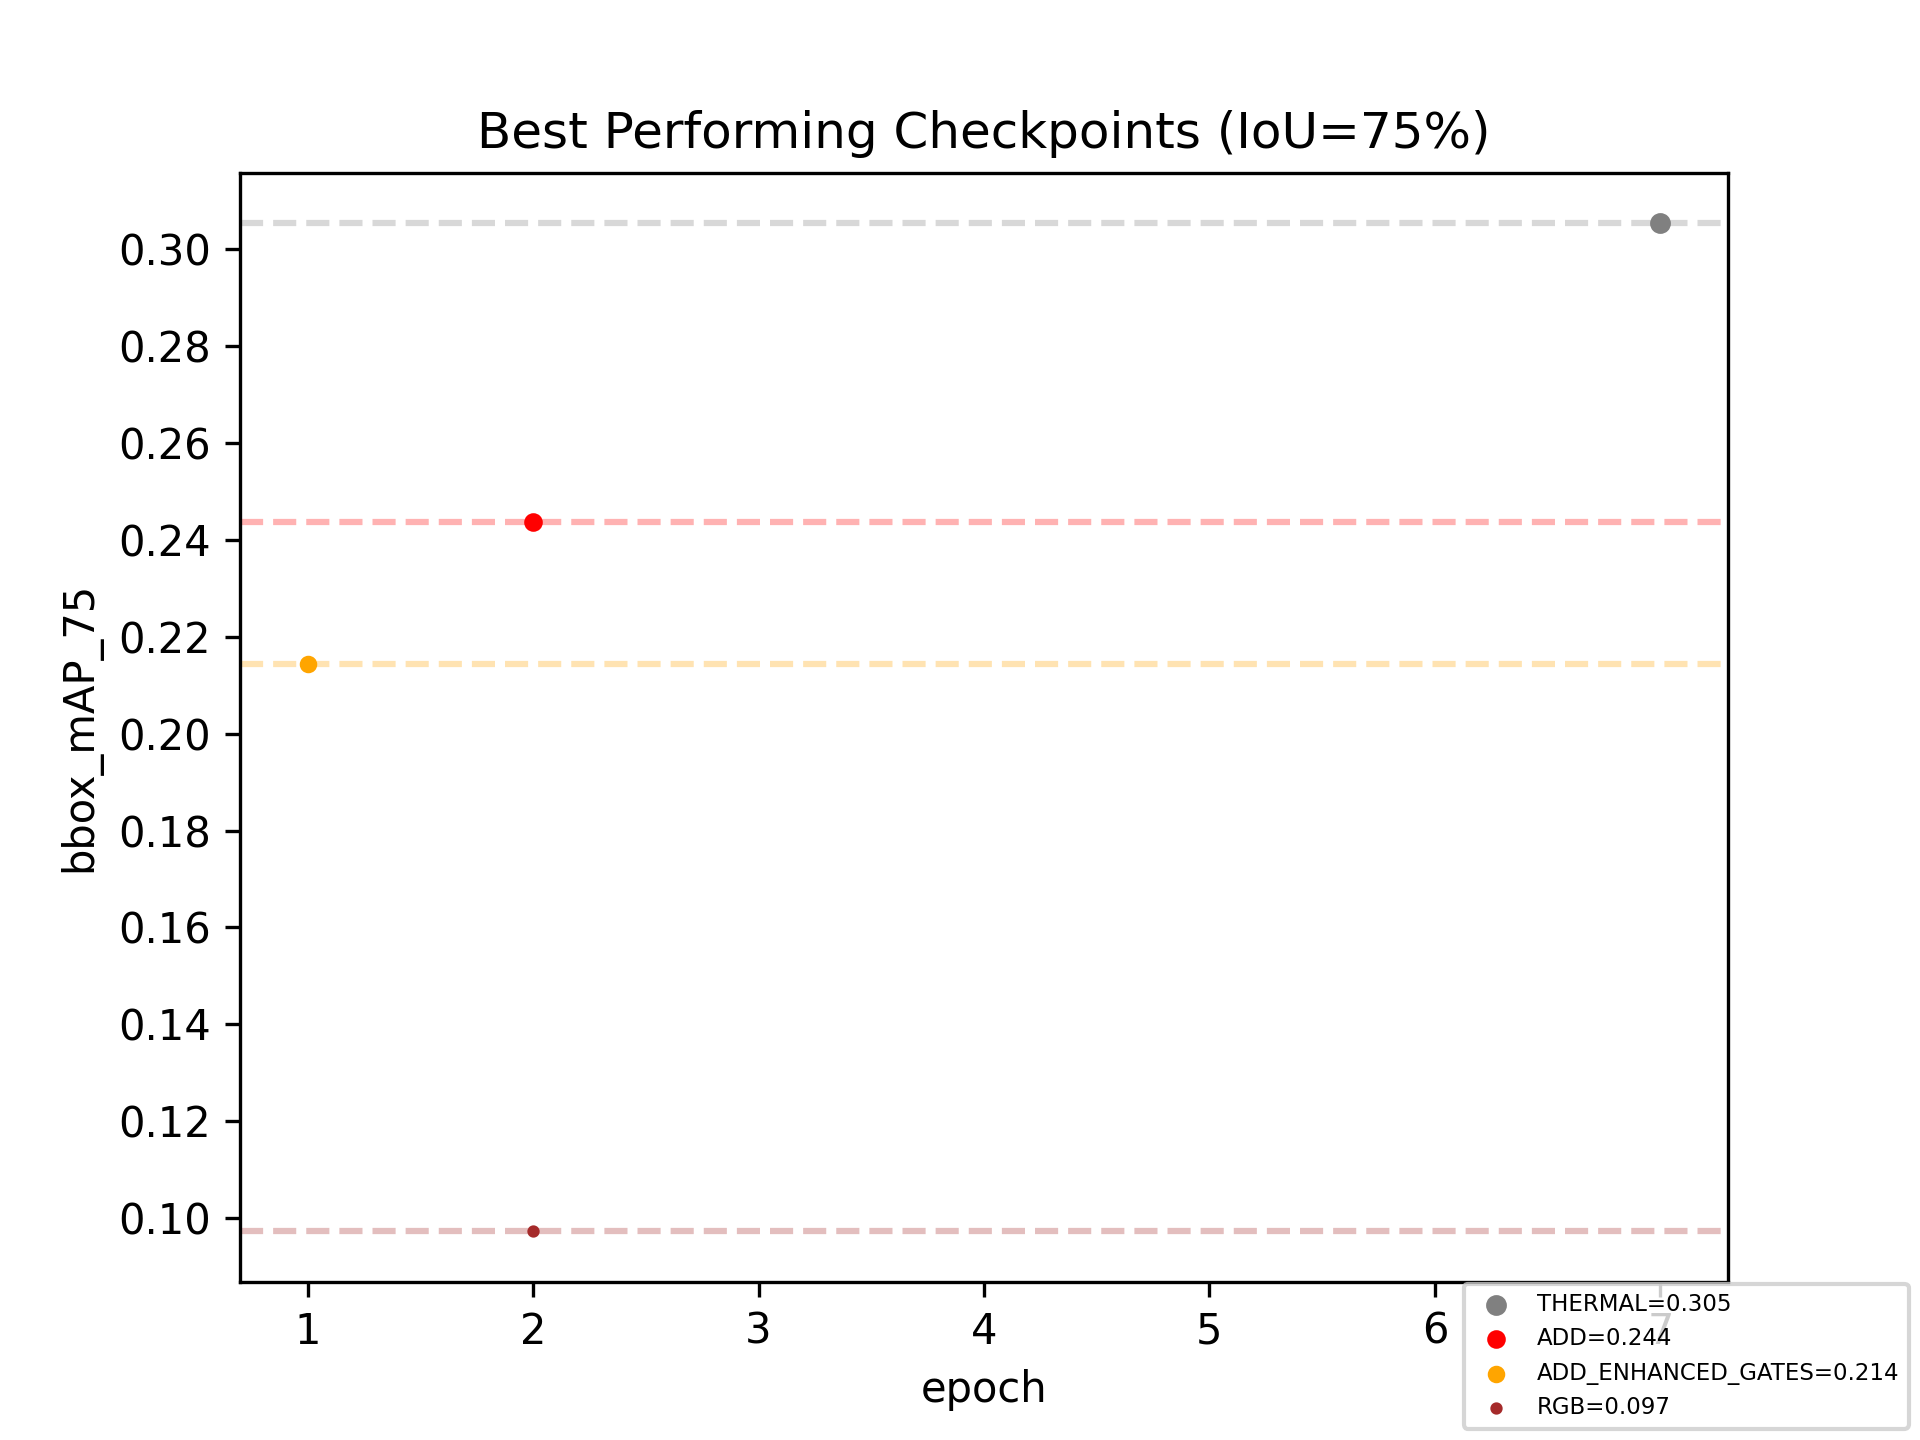 Best Performing Checkpoints (IoU=75%)
bbox_mAP_75
0.30
0.28
0.26
0.24
0.22
0.20
0.18
0.16
0.14
0.12
0.10
1 2 3 4 5 6 7
epoch
THERMAL=0.305
ADD=0.244
ADD_ENHANCED_GATES=0.214
RGB=0.097